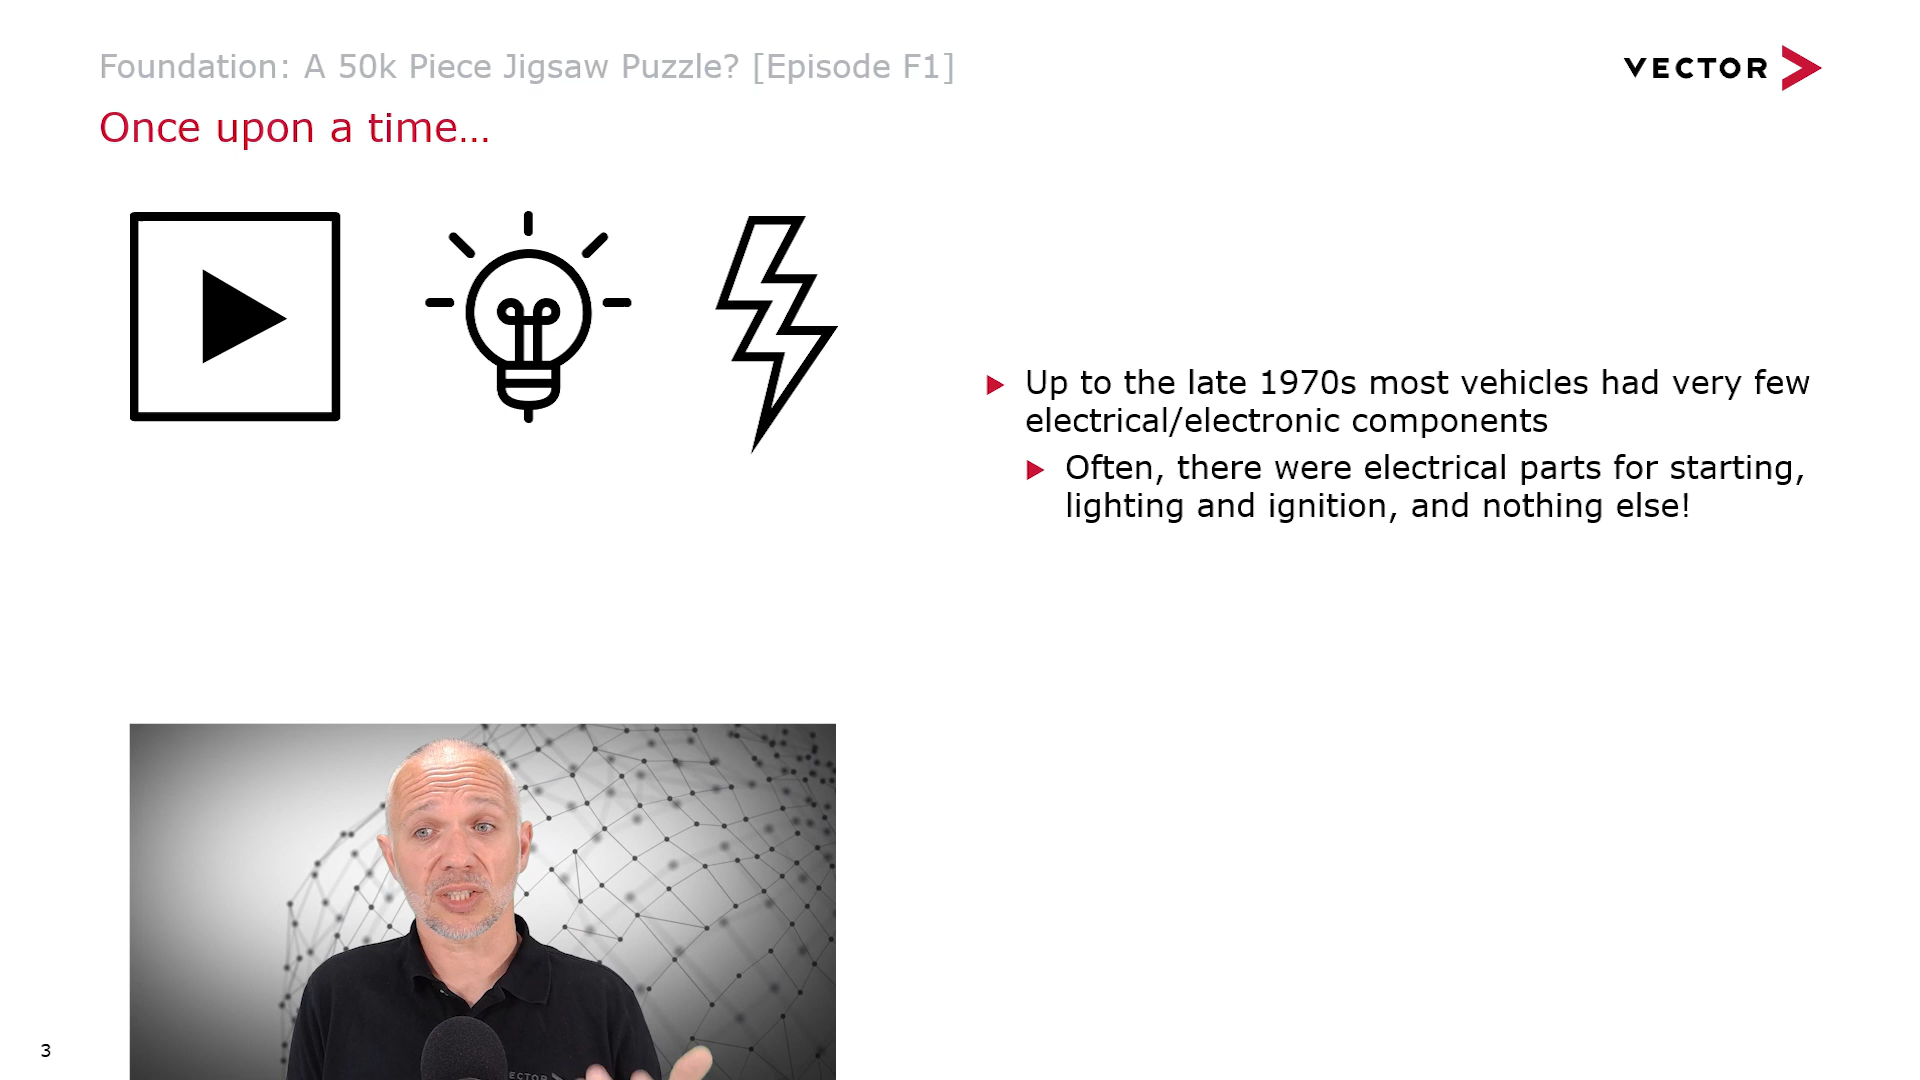 Foundation: A 50k Piece Jigsaw Puzzle? [Episode F1]
VECTOR
Once upon a time…
Up to the late 1970s most vehicles had very few
electrical/electronic components
Often, there were electrical parts for starting,
lighting and ignition, and nothing else!
3
ECTOR